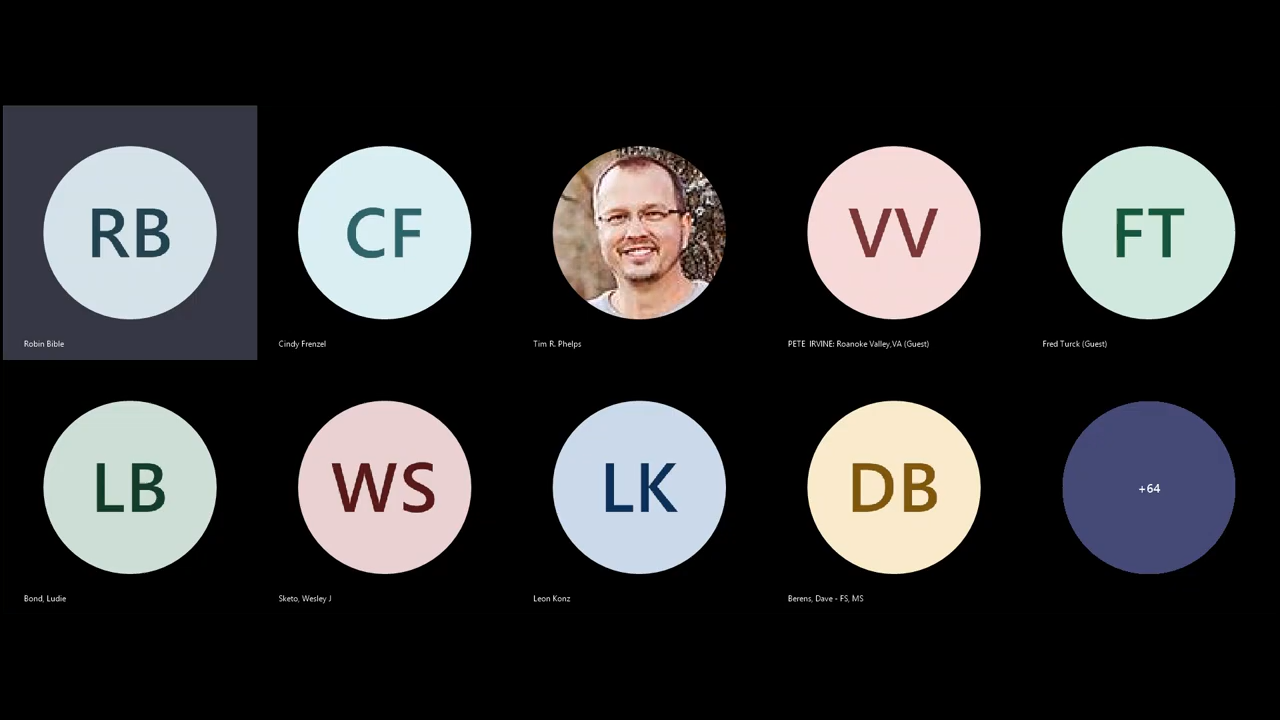 RB
CF
VV
FT
Robin Bible
Cindy Frenzel
Tim R. Phelps
PETE IRVINE: Roanoke Valley,VA (Guest)
Fred Turck (Guest)
LB
WS
LK
DB
+64
Bond, Ludie
Sketo, Wesley J
Leon Konz
Berens, Dave - FS, MS